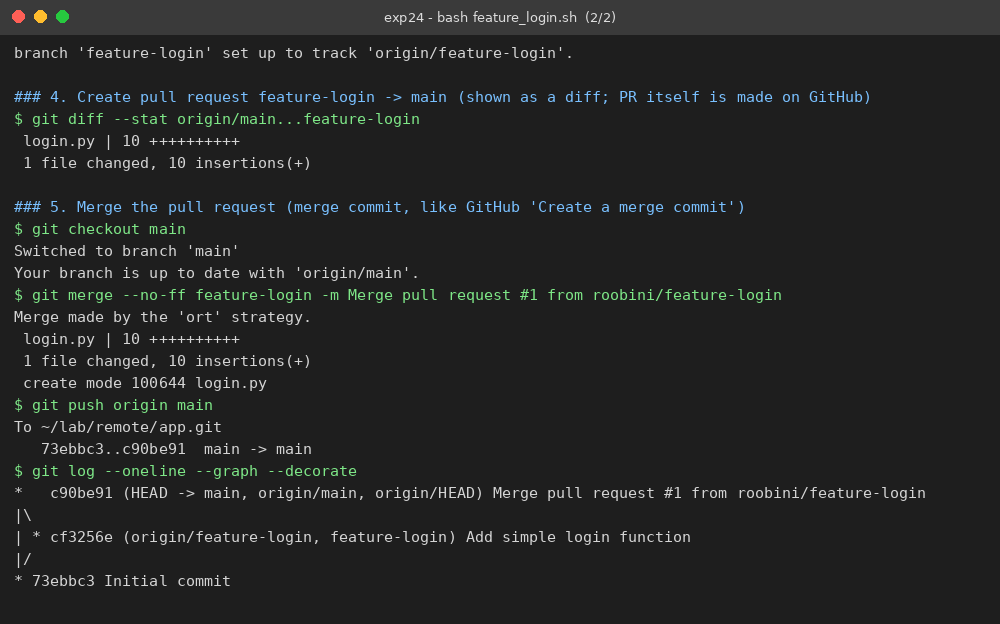 exp24 - bash feature_login.sh (2/2)
branch 'feature-login' set up to track 'origin/feature-login'.
### 4. Create pull request feature-login -> main (shown as a diff; PR itself is made on GitHub)
$ git diff --stat origin/main...feature-login
 login.py | 10 ++++++++++
 1 file changed, 10 insertions(+)
### 5. Merge the pull request (merge commit, like GitHub 'Create a merge commit')
$ git checkout main
Switched to branch 'main'
Your branch is up to date with 'origin/main'.
$ git merge --no-ff feature-login -m Merge pull request #1 from roobini/feature-login
Merge made by the 'ort' strategy.
 login.py | 10 ++++++++++
 1 file changed, 10 insertions(+)
 create mode 100644 login.py
$ git push origin main
To ~/lab/remote/app.git
   73ebbc3..c90be91  main -> main
$ git log --oneline --graph --decorate
*   c90be91 (HEAD -> main, origin/main, origin/HEAD) Merge pull request #1 from roobini/feature-login
|\
| * cf3256e (origin/feature-login, feature-login) Add simple login function
|/
* 73ebbc3 Initial commit